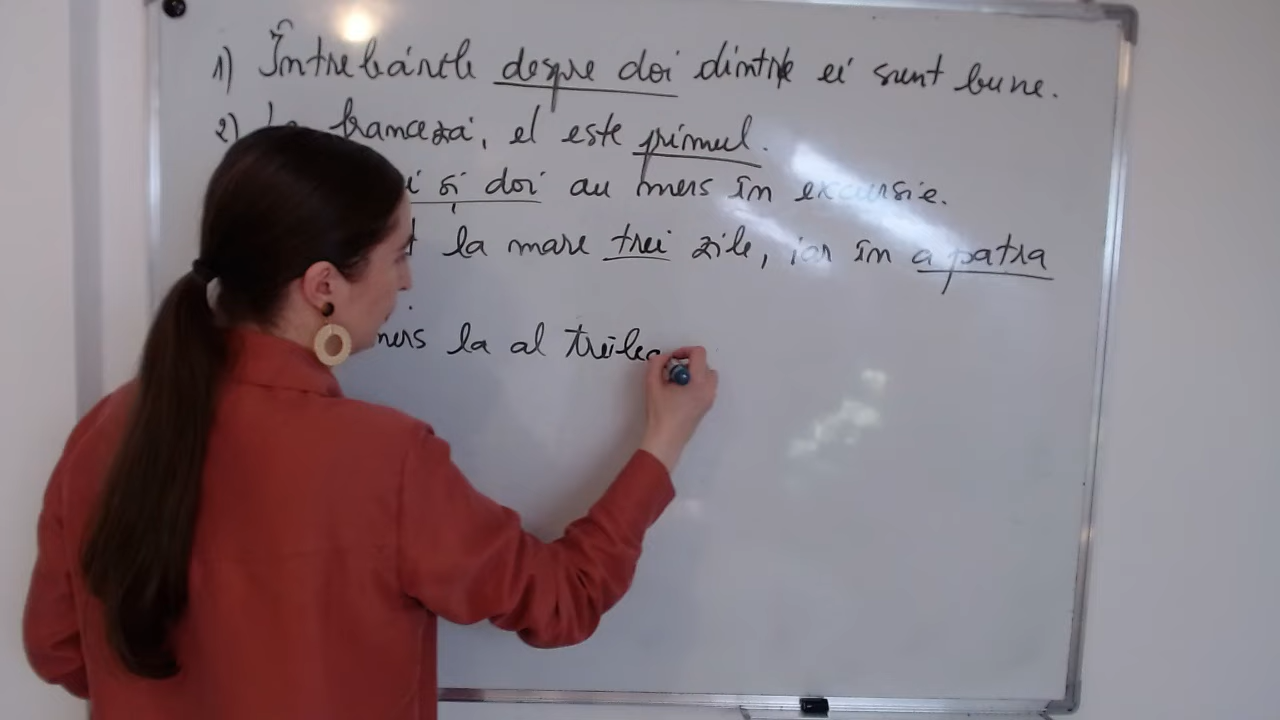 1) Întrebările despre doi dintre ei sunt bune.
2) La franceză, el este primul.
i și doi au mers în excursie.
t la mare trei zile, iar în a patra
mers la al treilea